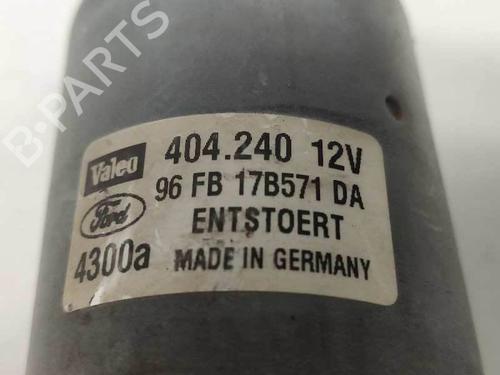 B-PARTS
Valeo 404.240 12V
Ford 96 FB 17B571 DA
ENTSTOERT
4300a MADE IN GERMANY